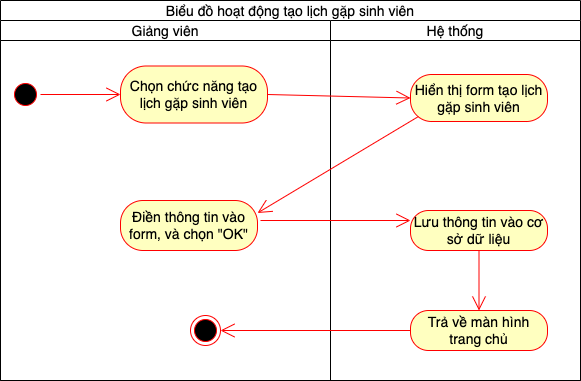 Biểu đồ hoạt động tạo lịch gặp sinh viên
Giảng viên
Hệ thống
Chọn chức năng tạo
lịch gặp sinh viên
Hiển thị form tạo lịch
gặp sinh viên
Điền thông tin vào
form, và chọn "OK"
Lưu thông tin vào cơ
sở dữ liệu
Trả về màn hình
trang chủ